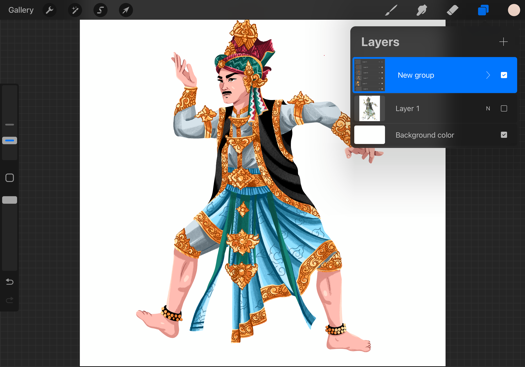 Gallery
Layers
New group
Layer 1 N
Background color